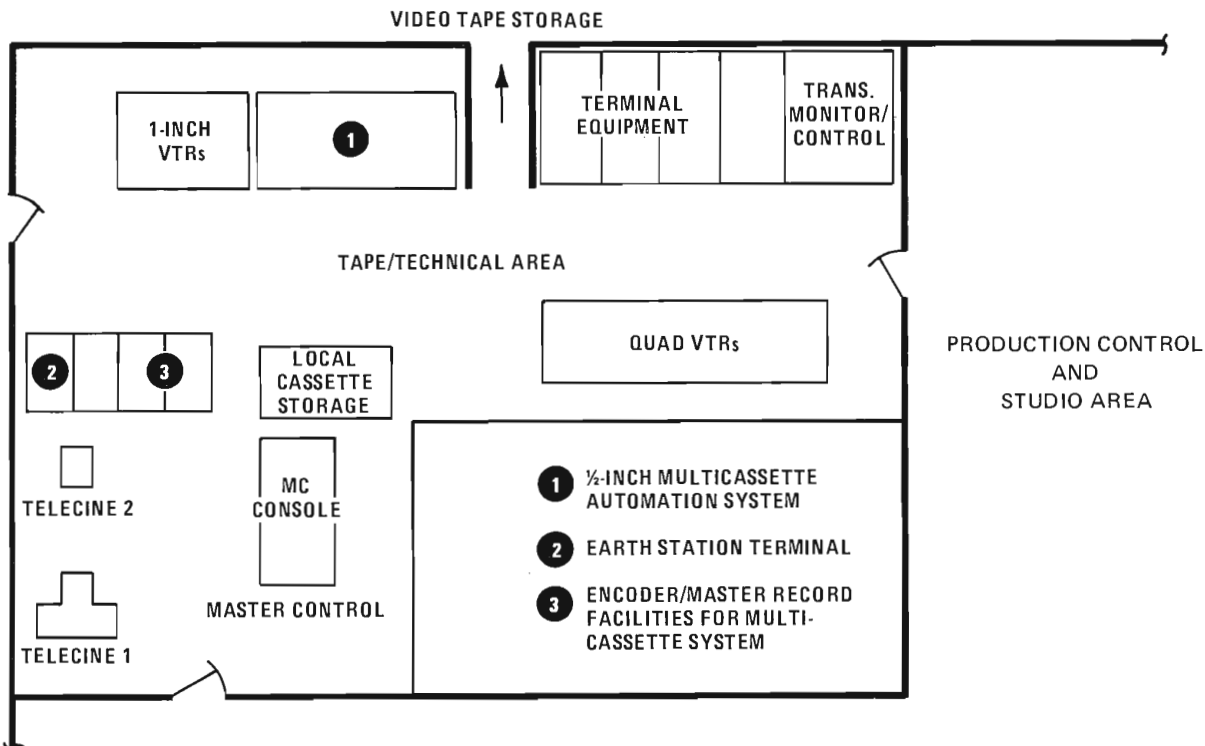 VIDEO TAPE STORAGE
1-INCH
VTRs
1
TERMINAL
EQUIPMENT
TRANS.
MONITOR/
CONTROL
TAPE/TECHNICAL AREA
QUAD VTRs
PRODUCTION CONTROL
AND
STUDIO AREA
2
3
LOCAL
CASSETTE
STORAGE
TELECINE 2
MC
CONSOLE
TELECINE 1
MASTER CONTROL
1 ½-INCH MULTICASSETTE
AUTOMATION SYSTEM
2 EARTH STATION TERMINAL
3 ENCODER/MASTER RECORD
FACILITIES FOR MULTI-
CASSETTE SYSTEM